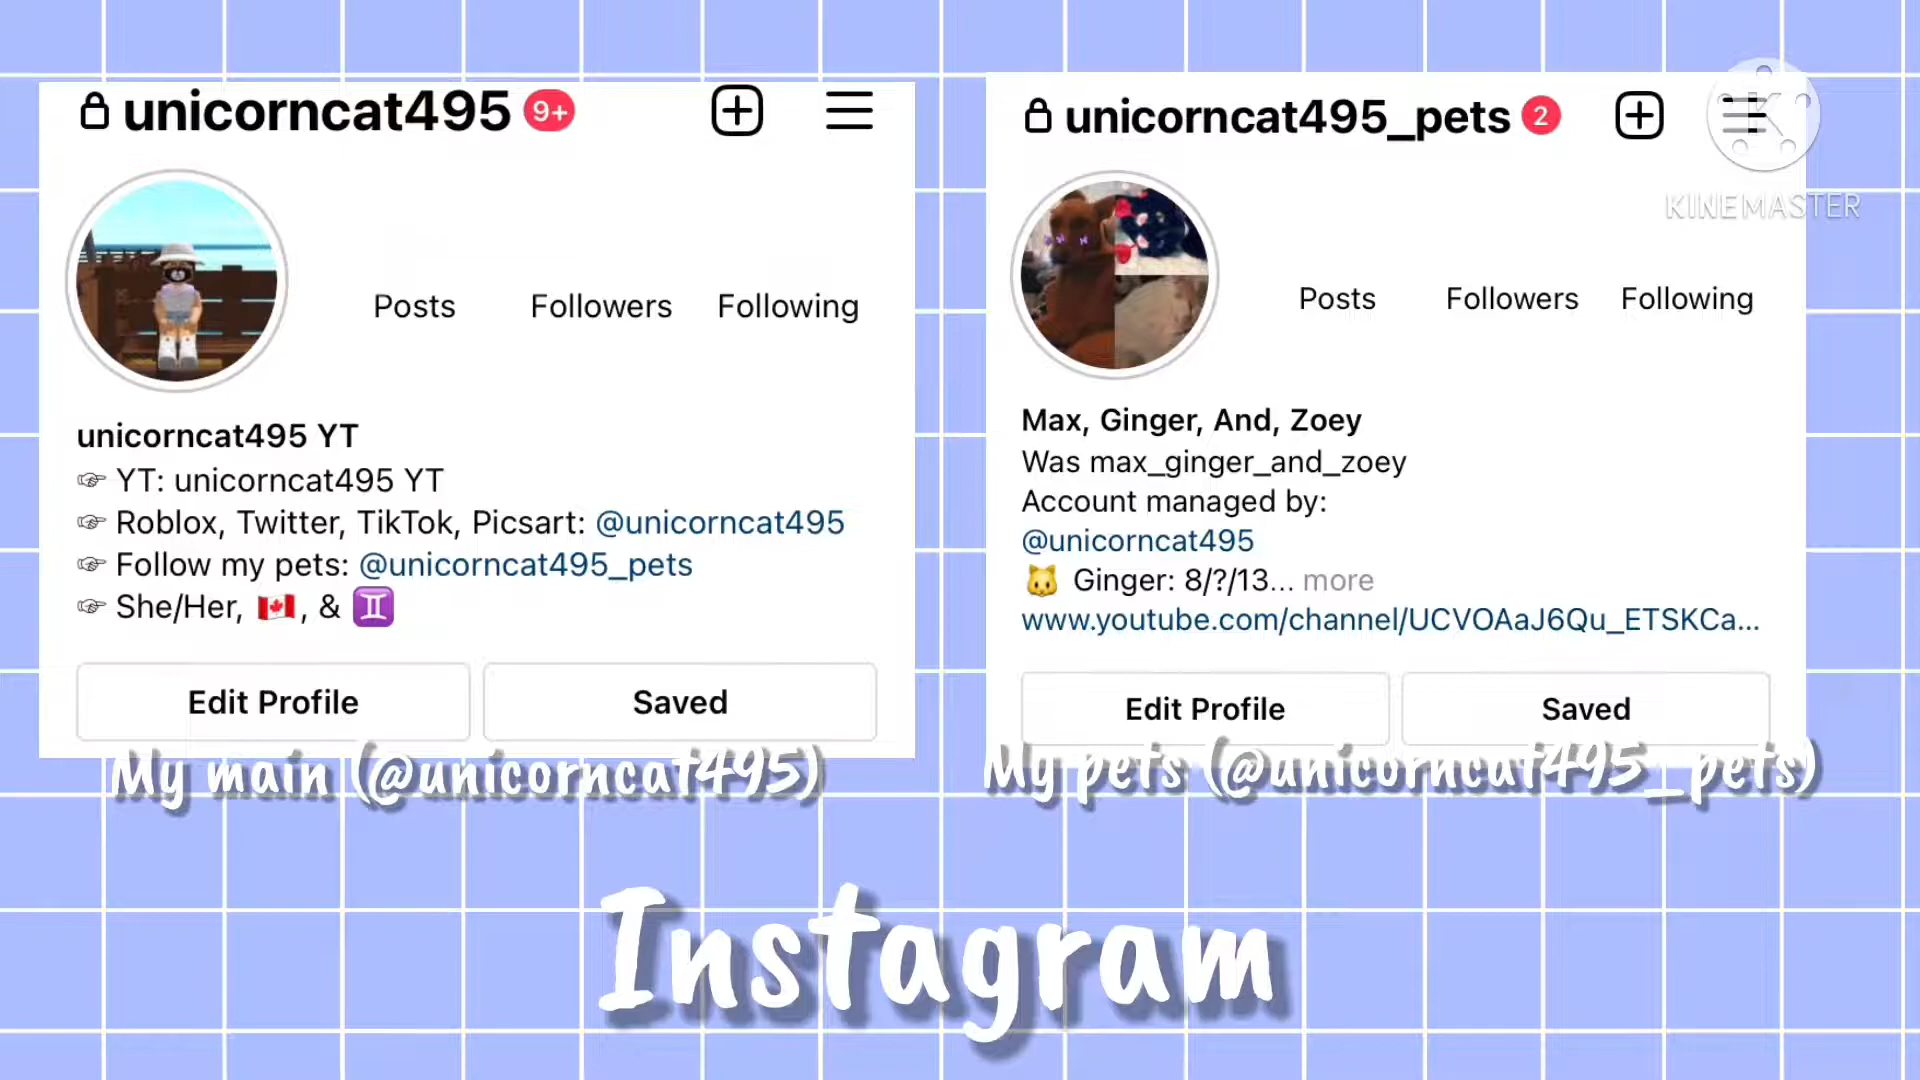 unicorncat495 9+
Posts Followers Following
unicorncat495 YT
👉 YT: unicorncat495 YT
👉 Roblox, Twitter, TikTok, Picsart: @unicorncat495
👉 Follow my pets: @unicorncat495_pets
👉 She/Her, 🇨🇦, & ♊
Edit Profile Saved
My main (@unicorncat495)
unicorncat495_pets 2
KINEMASTER
Posts Followers Following
Max, Ginger, And, Zoey
Was max_ginger_and_zoey
Account managed by:
@unicorncat495
🐱 Ginger: 8/?/13... more
www.youtube.com/channel/UCVOAaJ6Qu_ETSKCa...
Edit Profile Saved
My pets (@unicorncat495_pets)
Instagram